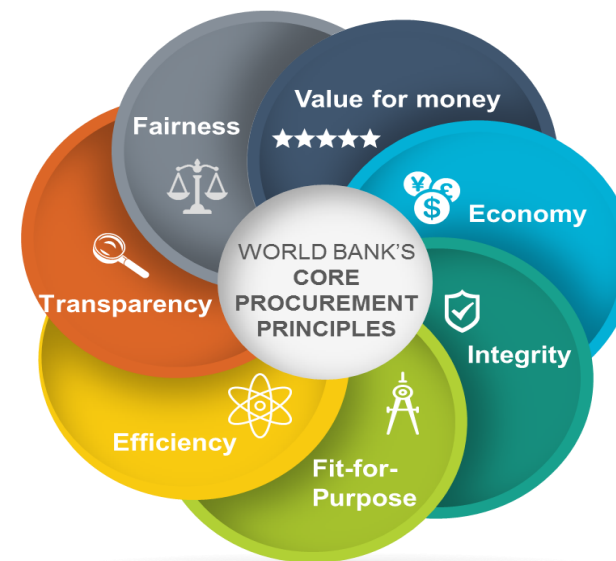 WORLD BANK'S
CORE
PROCUREMENT
PRINCIPLES
Value for money
Economy
Integrity
Fit-for-
Purpose
Efficiency
Transparency
Fairness
¥ £
$